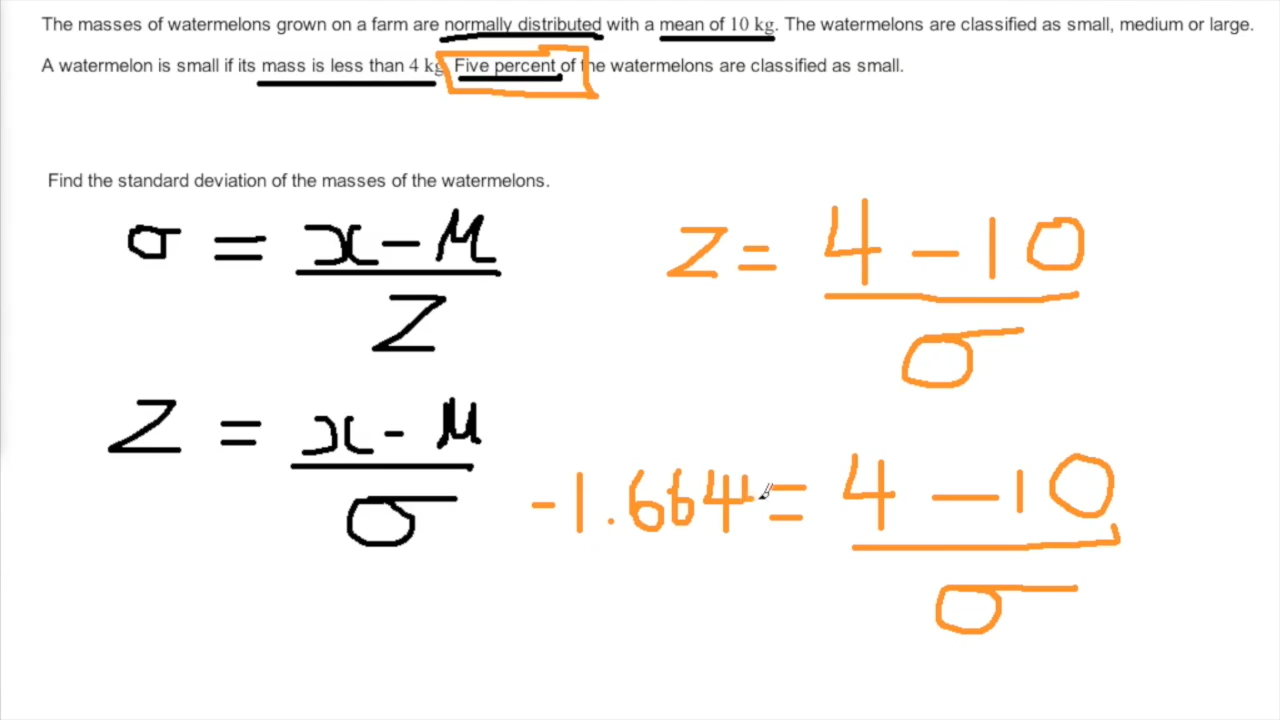 The masses of watermelons grown on a farm are normally distributed with a mean of 10 kg. The watermelons are classified as small, medium or large.
A watermelon is small if its mass is less than 4 kg. Five percent of the watermelons are classified as small.
Find the standard deviation of the masses of the watermelons.
σ = x - μ
z
z = x - μ
σ
z = 4 - 10
σ
-1.6644 = 4 - 10
σ